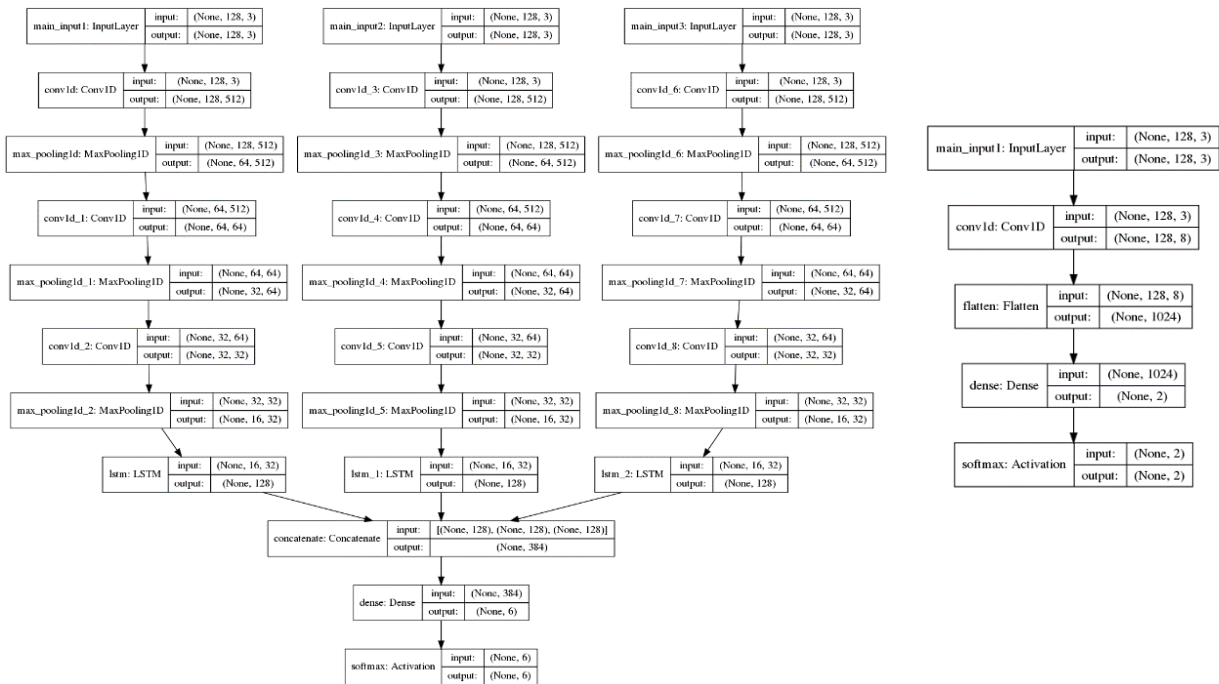 main_input1: InputLayer input: (None, 128, 3) output: (None, 128, 3)
conv1d: Conv1D input: (None, 128, 3) output: (None, 128, 512)
max_pooling1d: MaxPooling1D input: (None, 128, 512) output: (None, 64, 512)
conv1d_1: Conv1D input: (None, 64, 512) output: (None, 64, 64)
max_pooling1d_1: MaxPooling1D input: (None, 64, 64) output: (None, 32, 64)
conv1d_2: Conv1D input: (None, 32, 64) output: (None, 32, 32)
max_pooling1d_2: MaxPooling1D input: (None, 32, 32) output: (None, 16, 32)
lstm: LSTM input: (None, 16, 32) output: (None, 128)
main_input2: InputLayer input: (None, 128, 3) output: (None, 128, 3)
conv1d_3: Conv1D input: (None, 128, 3) output: (None, 128, 512)
max_pooling1d_3: MaxPooling1D input: (None, 128, 512) output: (None, 64, 512)
conv1d_4: Conv1D input: (None, 64, 512) output: (None, 64, 64)
max_pooling1d_4: MaxPooling1D input: (None, 64, 64) output: (None, 32, 64)
conv1d_5: Conv1D input: (None, 32, 64) output: (None, 32, 32)
max_pooling1d_5: MaxPooling1D input: (None, 32, 32) output: (None, 16, 32)
lstm_1: LSTM input: (None, 16, 32) output: (None, 128)
main_input3: InputLayer input: (None, 128, 3) output: (None, 128, 3)
conv1d_6: Conv1D input: (None, 128, 3) output: (None, 128, 512)
max_pooling1d_6: MaxPooling1D input: (None, 128, 512) output: (None, 64, 512)
conv1d_7: Conv1D input: (None, 64, 512) output: (None, 64, 64)
max_pooling1d_7: MaxPooling1D input: (None, 64, 64) output: (None, 32, 64)
conv1d_8: Conv1D input: (None, 32, 64) output: (None, 32, 32)
max_pooling1d_8: MaxPooling1D input: (None, 32, 32) output: (None, 16, 32)
lstm_2: LSTM input: (None, 16, 32) output: (None, 128)
concatenate: Concatenate input: [(None, 128), (None, 128), (None, 128)] output: (None, 384)
dense: Dense input: (None, 384) output: (None, 6)
softmax: Activation input: (None, 6) output: (None, 6)
main_input1: InputLayer input: (None, 128, 3) output: (None, 128, 3)
conv1d: Conv1D input: (None, 128, 3) output: (None, 128, 8)
flatten: Flatten input: (None, 128, 8) output: (None, 1024)
dense: Dense input: (None, 1024) output: (None, 2)
softmax: Activation input: (None, 2) output: (None, 2)